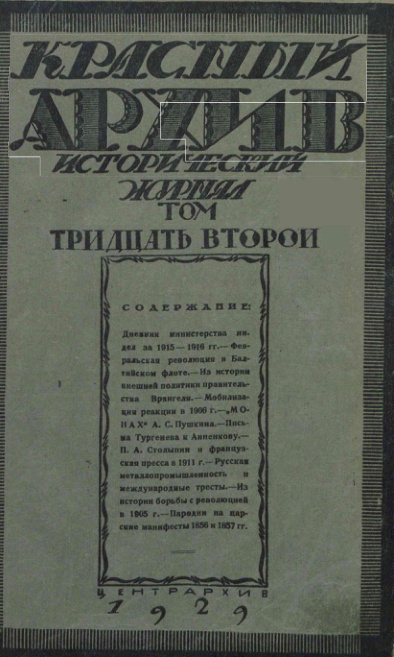 КРАСНЫЙ
АРХИВ
ИСТОРИЧЕСКИЙ
ЖУРНАЛ
ТОМ
ТРИДЦАТЬ ВТОРОЙ
СОДЕРЖАНИЕ:
Дневник министерства ин.
дел за 1915—1916 гг.—Фев-
ральская революция в Бал-
тийском флоте.—Из истории
внешней политики правитель-
ства Врангеля.—Мобилиза-
ция реакции в 1906 г.—„МО-
НАХ“ А. С. Пушкина.—Пись-
ма Тургенева к Анненкову.—
П. А. Столыпин и француз-
ская пресса в 1911 г.—Русская
металлопромышленность и
международные тресты.—Из
истории борьбы с революцией
в 1905 г.—Пародии на цар-
ские манифесты 1856 и 1857 гг.
ЦЕНТРАРХИВ
1929